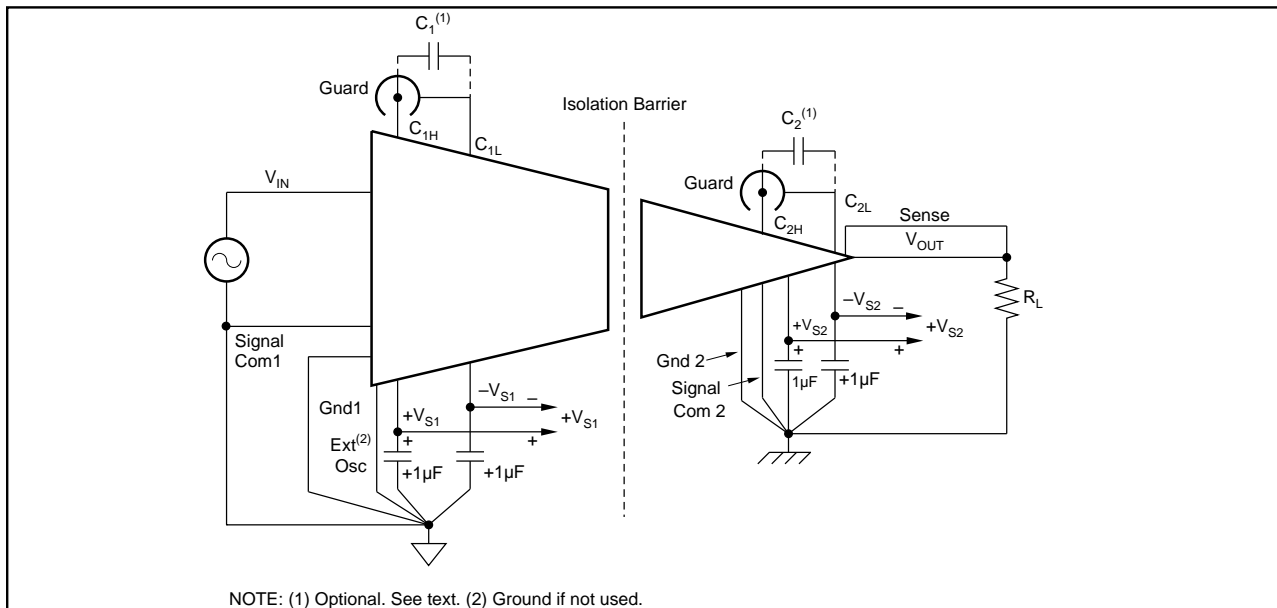 C1(1)
Guard
C1H
C1L
Isolation Barrier
C2(1)
Guard
C2H
C2L
Sense
VOUT
VIN
RL
Signal
Com1
–VS2
–
+VS2
+VS2
+
+
Gnd 2
1µF
+1µF
Signal
Com 2
Gnd1
–VS1
–
+VS1
+VS1
+
+
Ext(2)
Osc
+1µF
+1µF
NOTE: (1) Optional. See text. (2) Ground if not used.